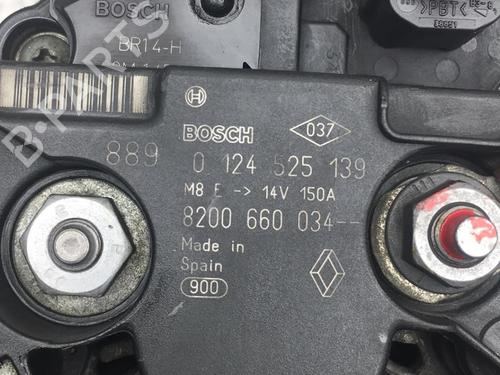 BOSCH
BR14-H
>PBT<
B·PARTS
BOSCH
037
889
0 124 525 139
M8 E -> 14V 150A
8200 660 034--
Made in
Spain
900